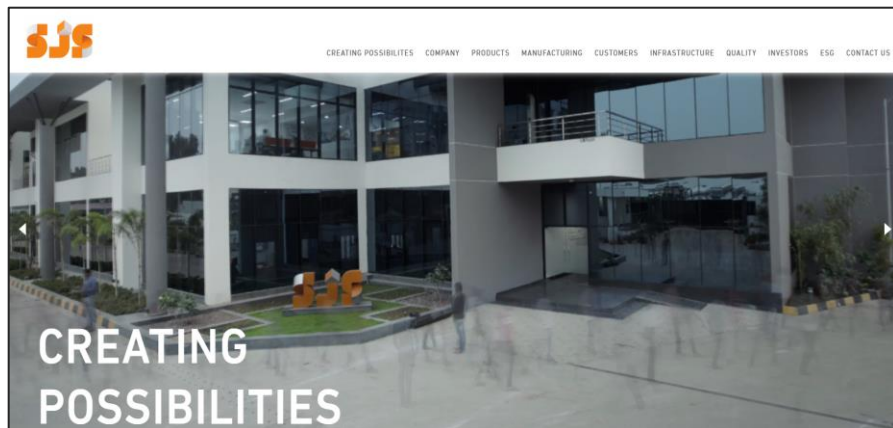 SJS
CREATING POSSIBILITES COMPANY PRODUCTS MANUFACTURING CUSTOMERS INFRASTRUCTURE QUALITY INVESTORS ESG CONTACT US
SJS
CREATING
POSSIBILITIES